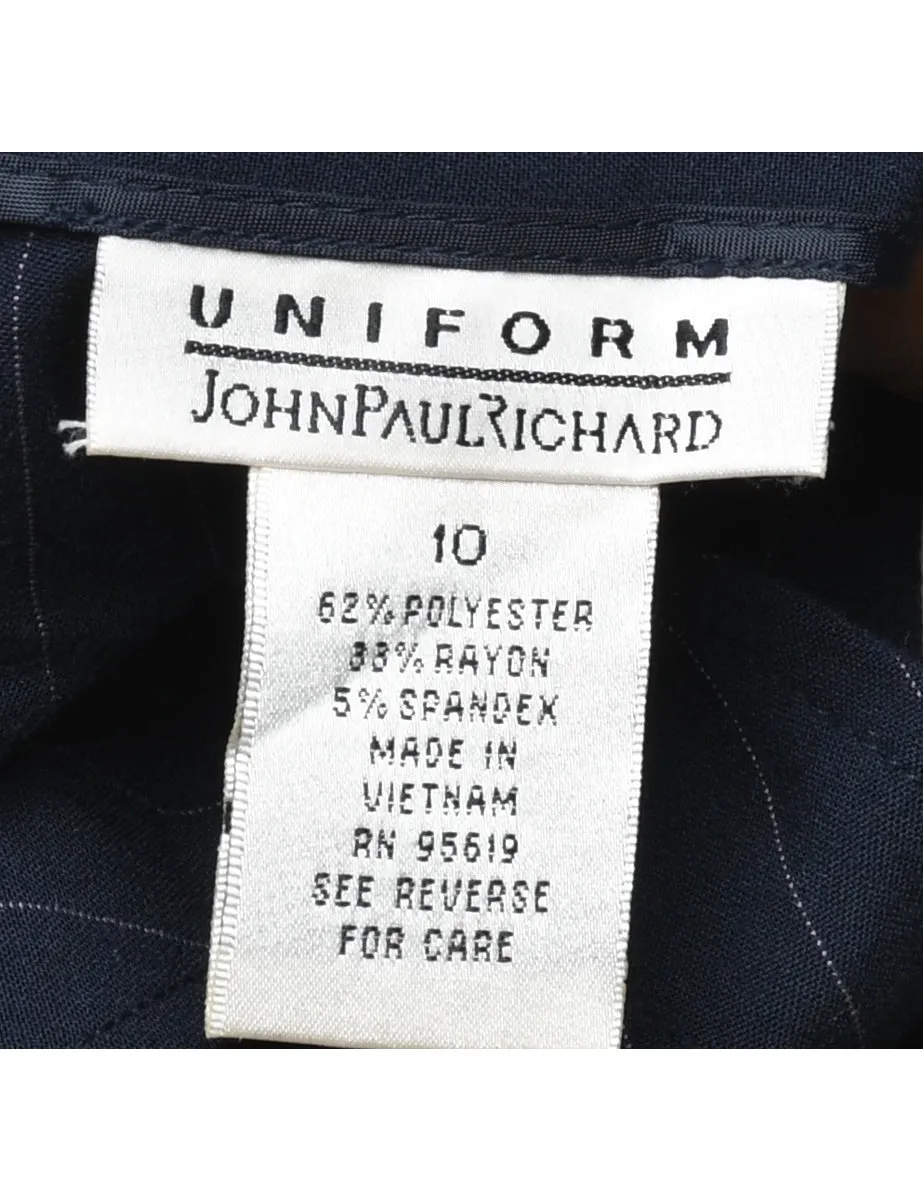 UNIFORM
JOHNPAULRICHARD
10
62% POLYESTER
33% RAYON
5% SPANDEX
MADE IN
VIETNAM
RN 95619
SEE REVERSE
FOR CARE